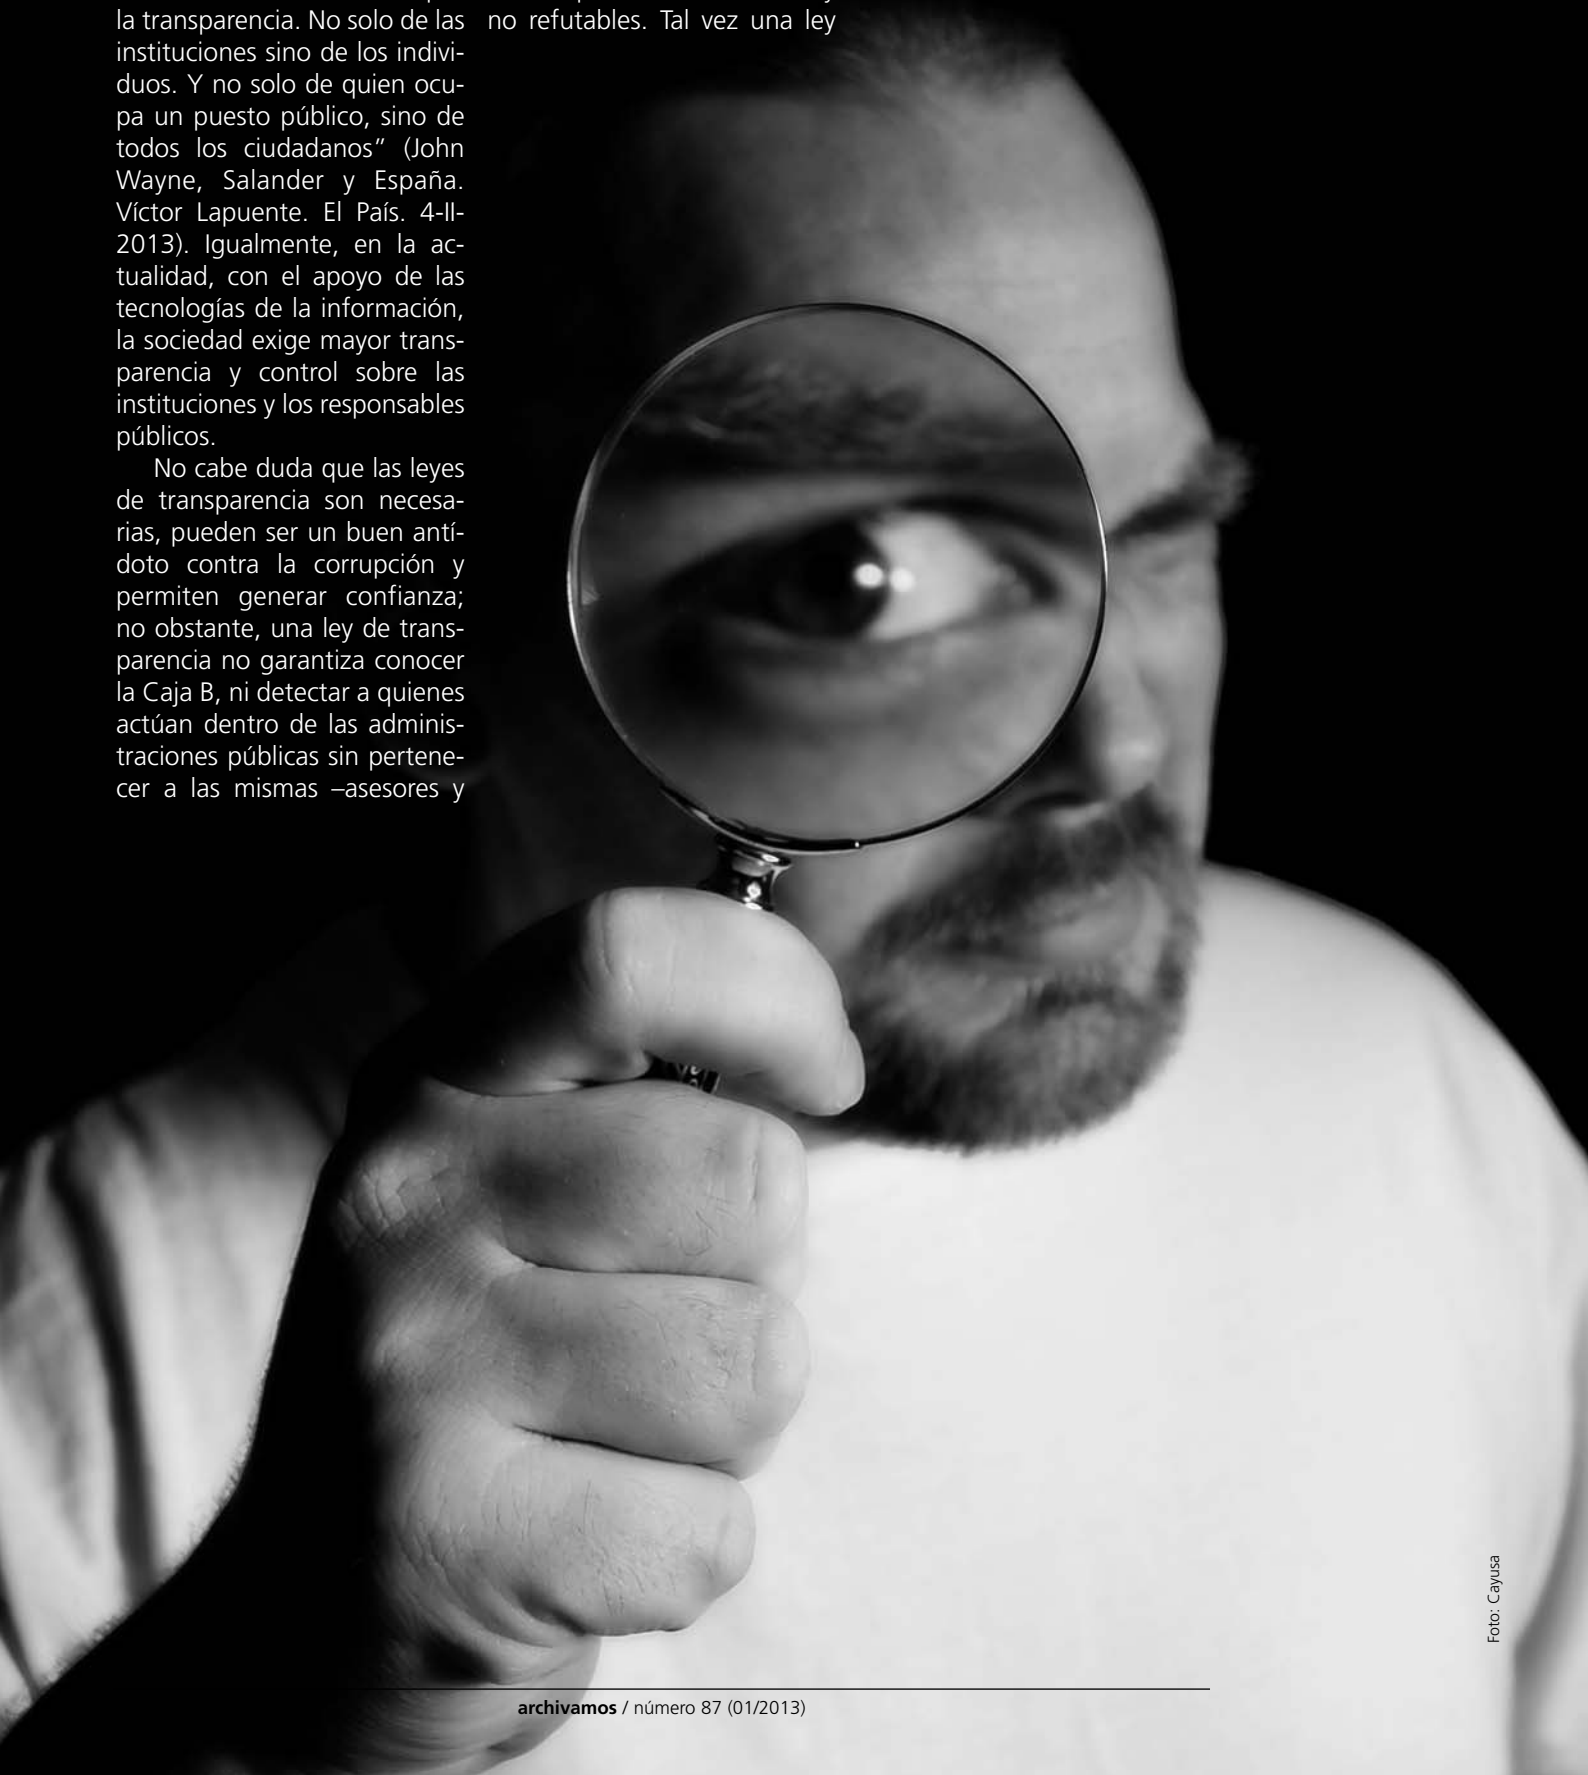 la transparencia. No solo de las
instituciones sino de los indivi-
duos. Y no solo de quien ocu-
pa un puesto público, sino de
todos los ciudadanos” (John
Wayne, Salander y España.
Víctor Lapuente. El País. 4-II-
2013). Igualmente, en la ac-
tualidad, con el apoyo de las
tecnologías de la información,
la sociedad exige mayor trans-
parencia y control sobre las
instituciones y los responsables
públicos.
No cabe duda que las leyes
de transparencia son necesa-
rias, pueden ser un buen antí-
doto contra la corrupción y
permiten generar confianza;
no obstante, una ley de trans-
parencia no garantiza conocer
la Caja B, ni detectar a quienes
actúan dentro de las adminis-
traciones públicas sin pertene-
cer a las mismas –asesores y
no refutables. Tal vez una ley
Foto: Cayusa
archivamos / número 87 (01/2013)